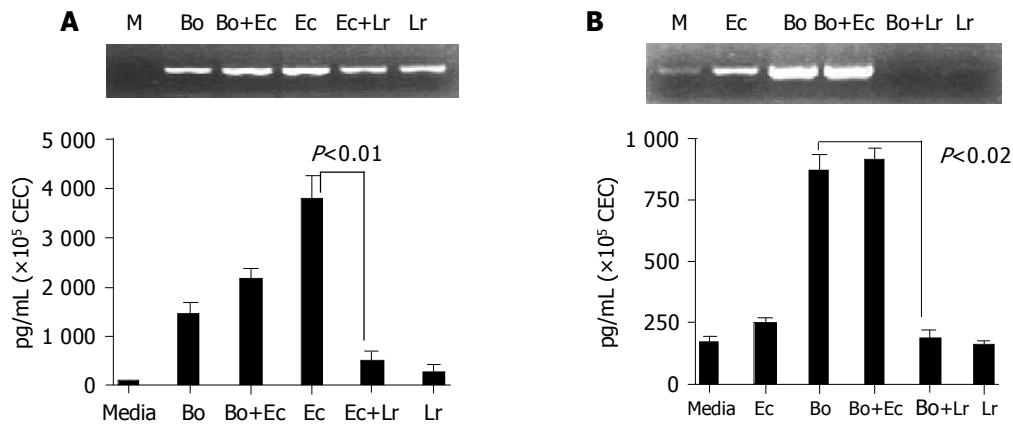 A
M Bo Bo+Ec Ec Ec+Lr Lr
5 000
4 000
3 000
2 000
1 000
0
pg/mL (×10⁵ CEC)
P<0.01
Media Bo Bo+Ec Ec Ec+Lr Lr
B
M Ec Bo Bo+Ec Bo+Lr Lr
1 000
750
500
250
0
pg/mL (×10⁵ CEC)
P<0.02
Media Ec Bo Bo+Ec Bo+Lr Lr